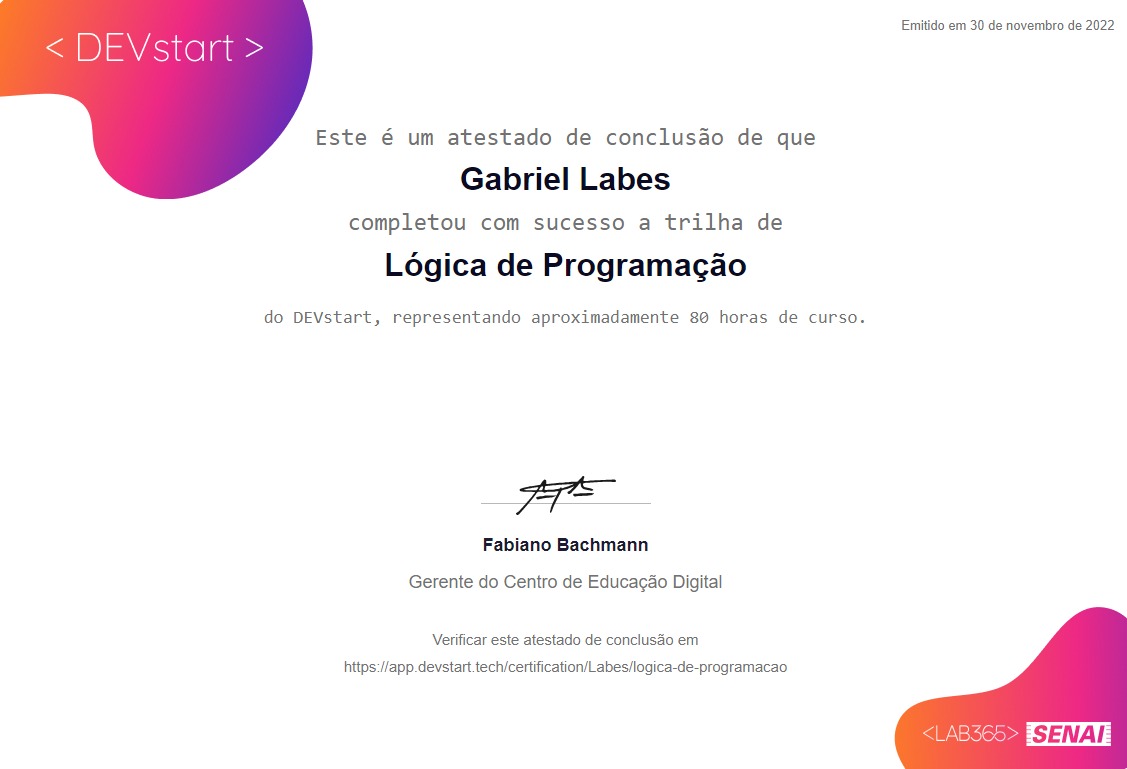 < DEVstart >
Emitido em 30 de novembro de 2022
Este é um atestado de conclusão de que
Gabriel Labes
completou com sucesso a trilha de
Lógica de Programação
do DEVstart, representando aproximadamente 80 horas de curso.
Fabiano Bachmann
Gerente do Centro de Educação Digital
Verificar este atestado de conclusão em
https://app.devstart.tech/certification/Labes/logica-de-programacao
<LAB365> SENAI